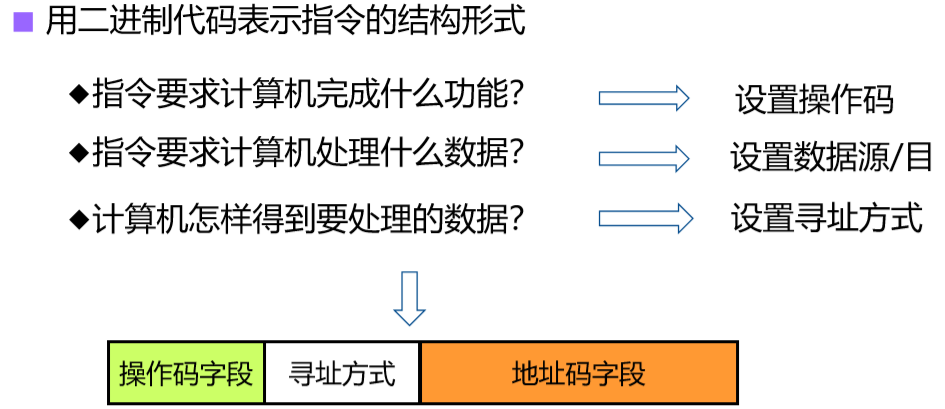 用二进制代码表示指令的结构形式
指令要求计算机完成什么功能？ 设置操作码
指令要求计算机处理什么数据？ 设置数据源/目
计算机怎样得到要处理的数据？ 设置寻址方式
操作码字段 寻址方式 地址码字段